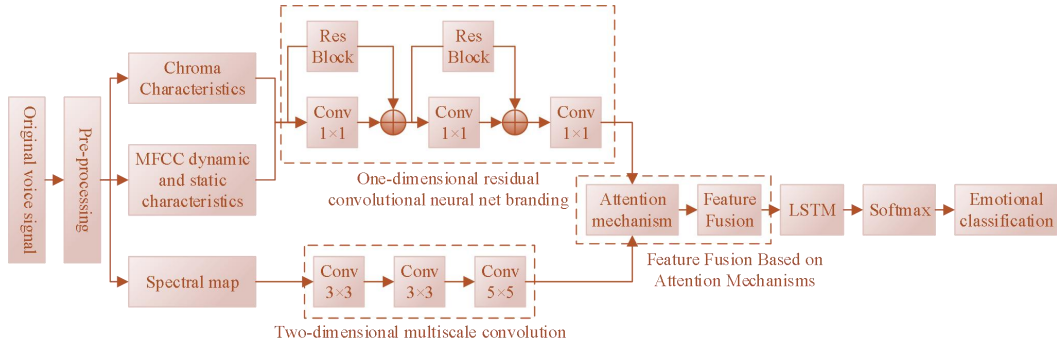 Original voice signal
Pre-processing
Chroma
Characteristics
MFCC dynamic
and static
characteristics
Spectral map
Res
Block
Res
Block
Conv
1×1
Conv
1×1
Conv
1×1
One-dimensional residual
convolutional neural net branding
Conv
3×3
Conv
3×3
Conv
5×5
Two-dimensional multiscale convolution
Attention
mechanism
Feature
Fusion
Feature Fusion Based on
Attention Mechanisms
LSTM
Softmax
Emotional
classification